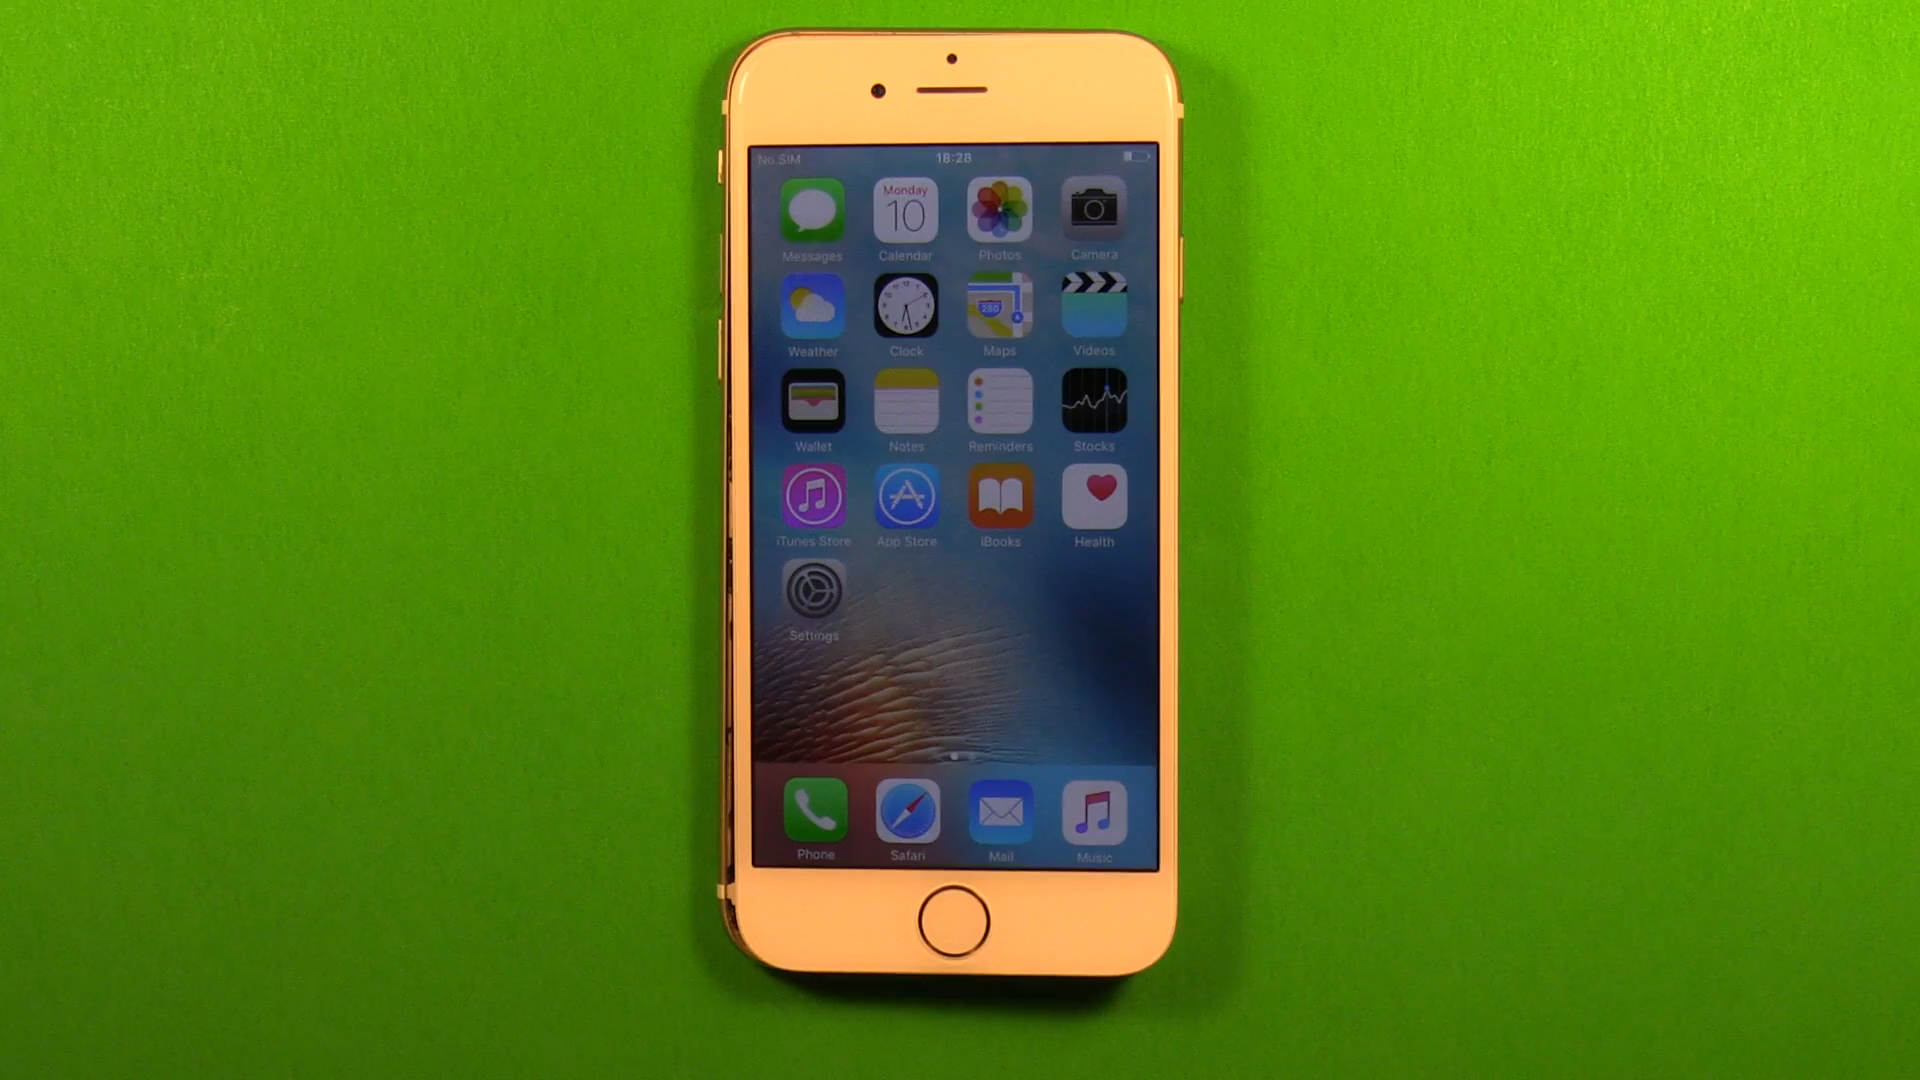 No SIM 18:28
Monday
10
Messages Calendar Photos Camera
280
Weather Clock Maps Videos
Wallet Notes Reminders Stocks
iTunes Store App Store iBooks Health
Settings
Phone Safari Mail Music